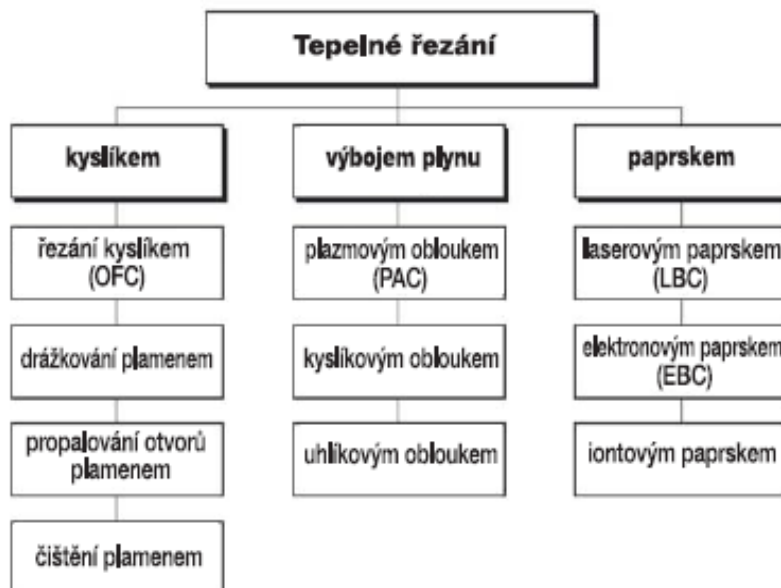 Tepelné řezání
kyslíkem
řezání kyslíkem
(OFC)
drážkování plamenem
propalování otvorů
plamenem
čištění plamenem
výbojem plynu
plazmovým obloukem
(PAC)
kyslíkovým obloukem
uhlíkovým obloukem
paprskem
laserovým paprskem
(LBC)
elektronovým paprskem
(EBC)
iontovým paprskem